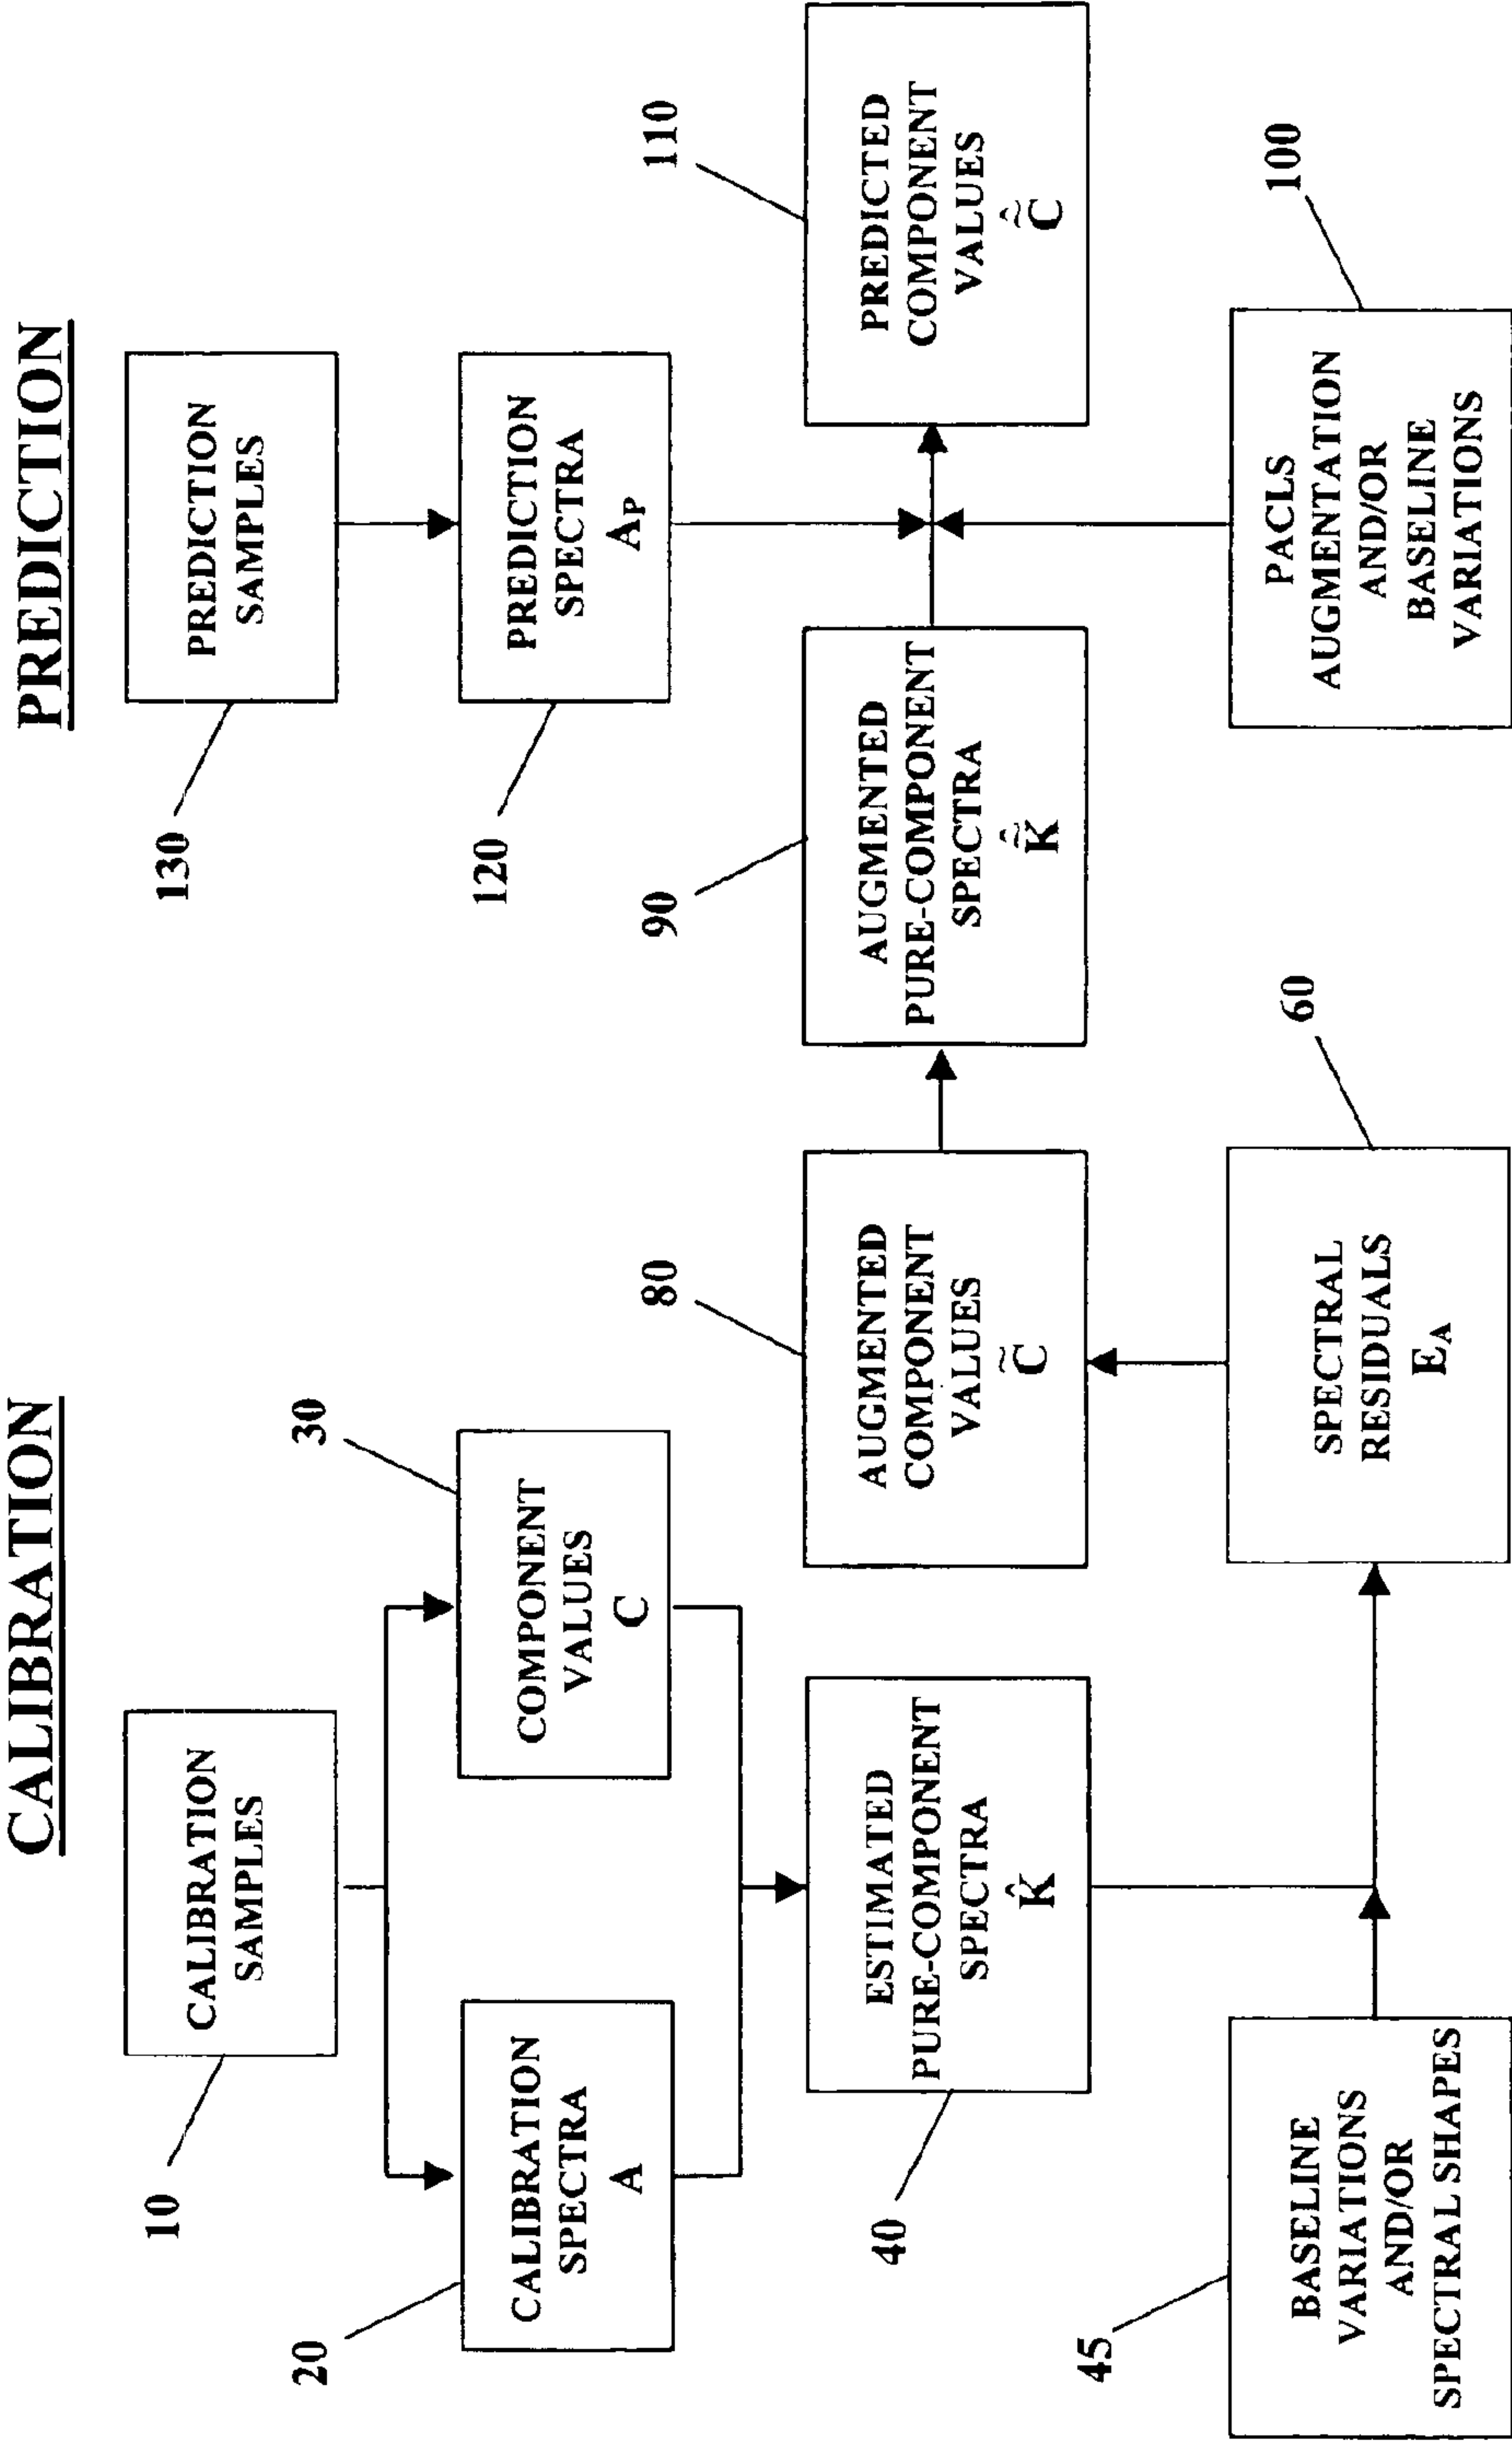 CALIBRATION
10
CALIBRATION
SAMPLES
20
CALIBRATION
SPECTRA
A
30
COMPONENT
VALUES
C
40
ESTIMATED
PURE-COMPONENT
SPECTRA
K̂
45
BASELINE
VARIATIONS
AND/OR
SPECTRAL SHAPES
60
SPECTRAL
RESIDUALS
E_A
80
AUGMENTED
COMPONENT
VALUES
C̃
PREDICTION
130
PREDICTION
SAMPLES
120
PREDICTION
SPECTRA
A_P
90
AUGMENTED
PURE-COMPONENT
SPECTRA
K̃̂
110
PREDICTED
COMPONENT
VALUES
C̃̂
100
PACLS
AUGMENTATION
AND/OR
BASELINE
VARIATIONS